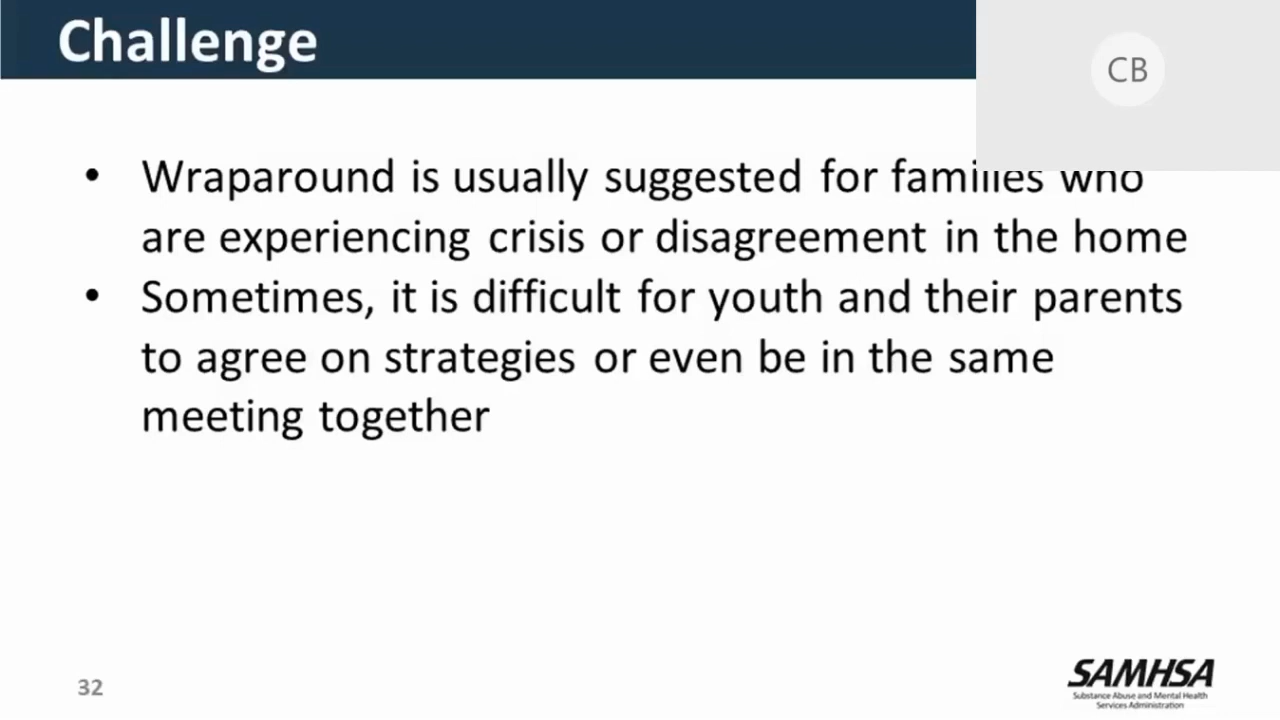 Challenge
CB
• Wraparound is usually suggested for families who
are experiencing crisis or disagreement in the home
• Sometimes, it is difficult for youth and their parents
to agree on strategies or even be in the same
meeting together
32
SAMHSA
Substance Abuse and Mental Health
Services Administration